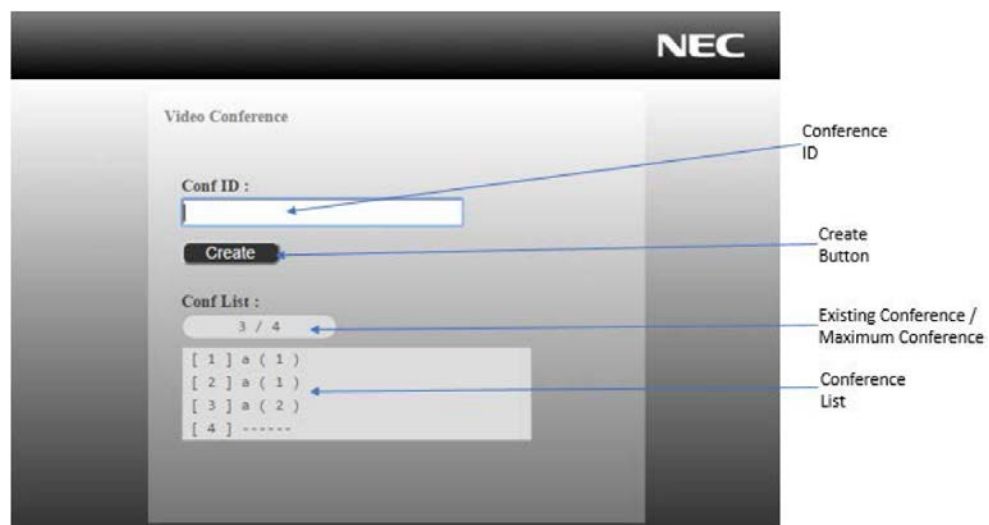 NEC
Video Conference
Conference
ID
Conf ID :
Create
Create
Button
Conf List :
3 / 4
Existing Conference /
Maximum Conference
[ 1 ] a ( 1 )
[ 2 ] a ( 1 )
[ 3 ] a ( 2 )
[ 4 ] ------
Conference
List